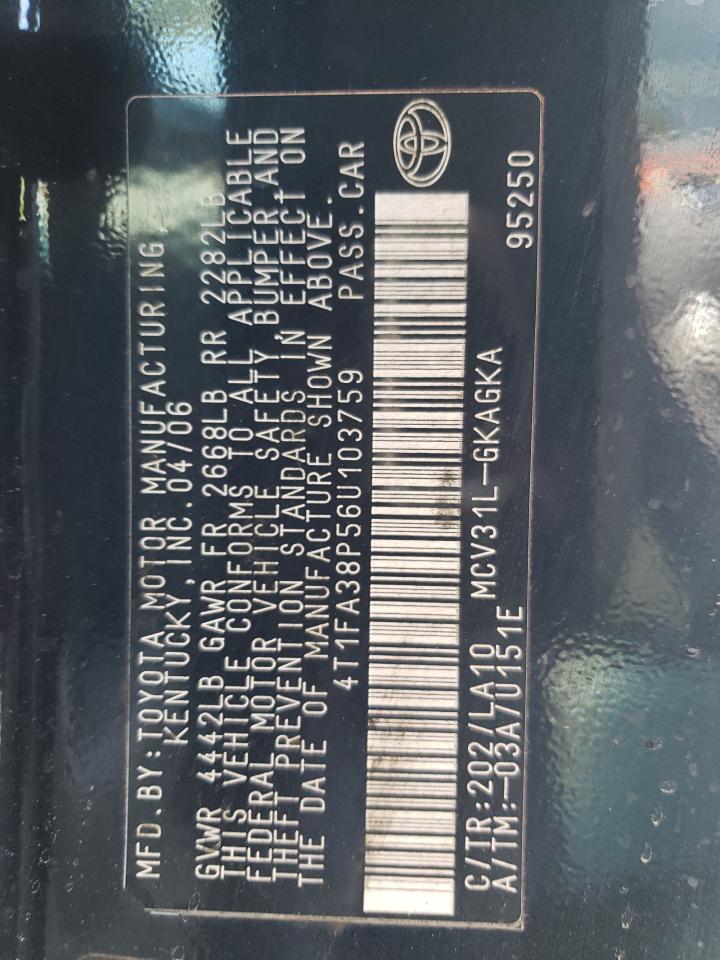 MFD.BY:TOYOTA MOTOR MANUFACTURING,
KENTUCKY,INC.04/06
GVWR 4442LB GAWR FR 2668LB RR 2282LB
THIS VEHICLE CONFORMS TO ALL APPLICABLE
FEDERAL MOTOR VEHICLE SAFETY, BUMPER, AND
THEFT PREVENTION STANDARDS IN EFFECT ON
THE DATE OF MANUFACTURE SHOWN ABOVE.
4T1FA38P56U103759 PASS.CAR
C/TR:202/LA10 MCV31L-GKAGKA
A/TM:-03A/U151E 95250